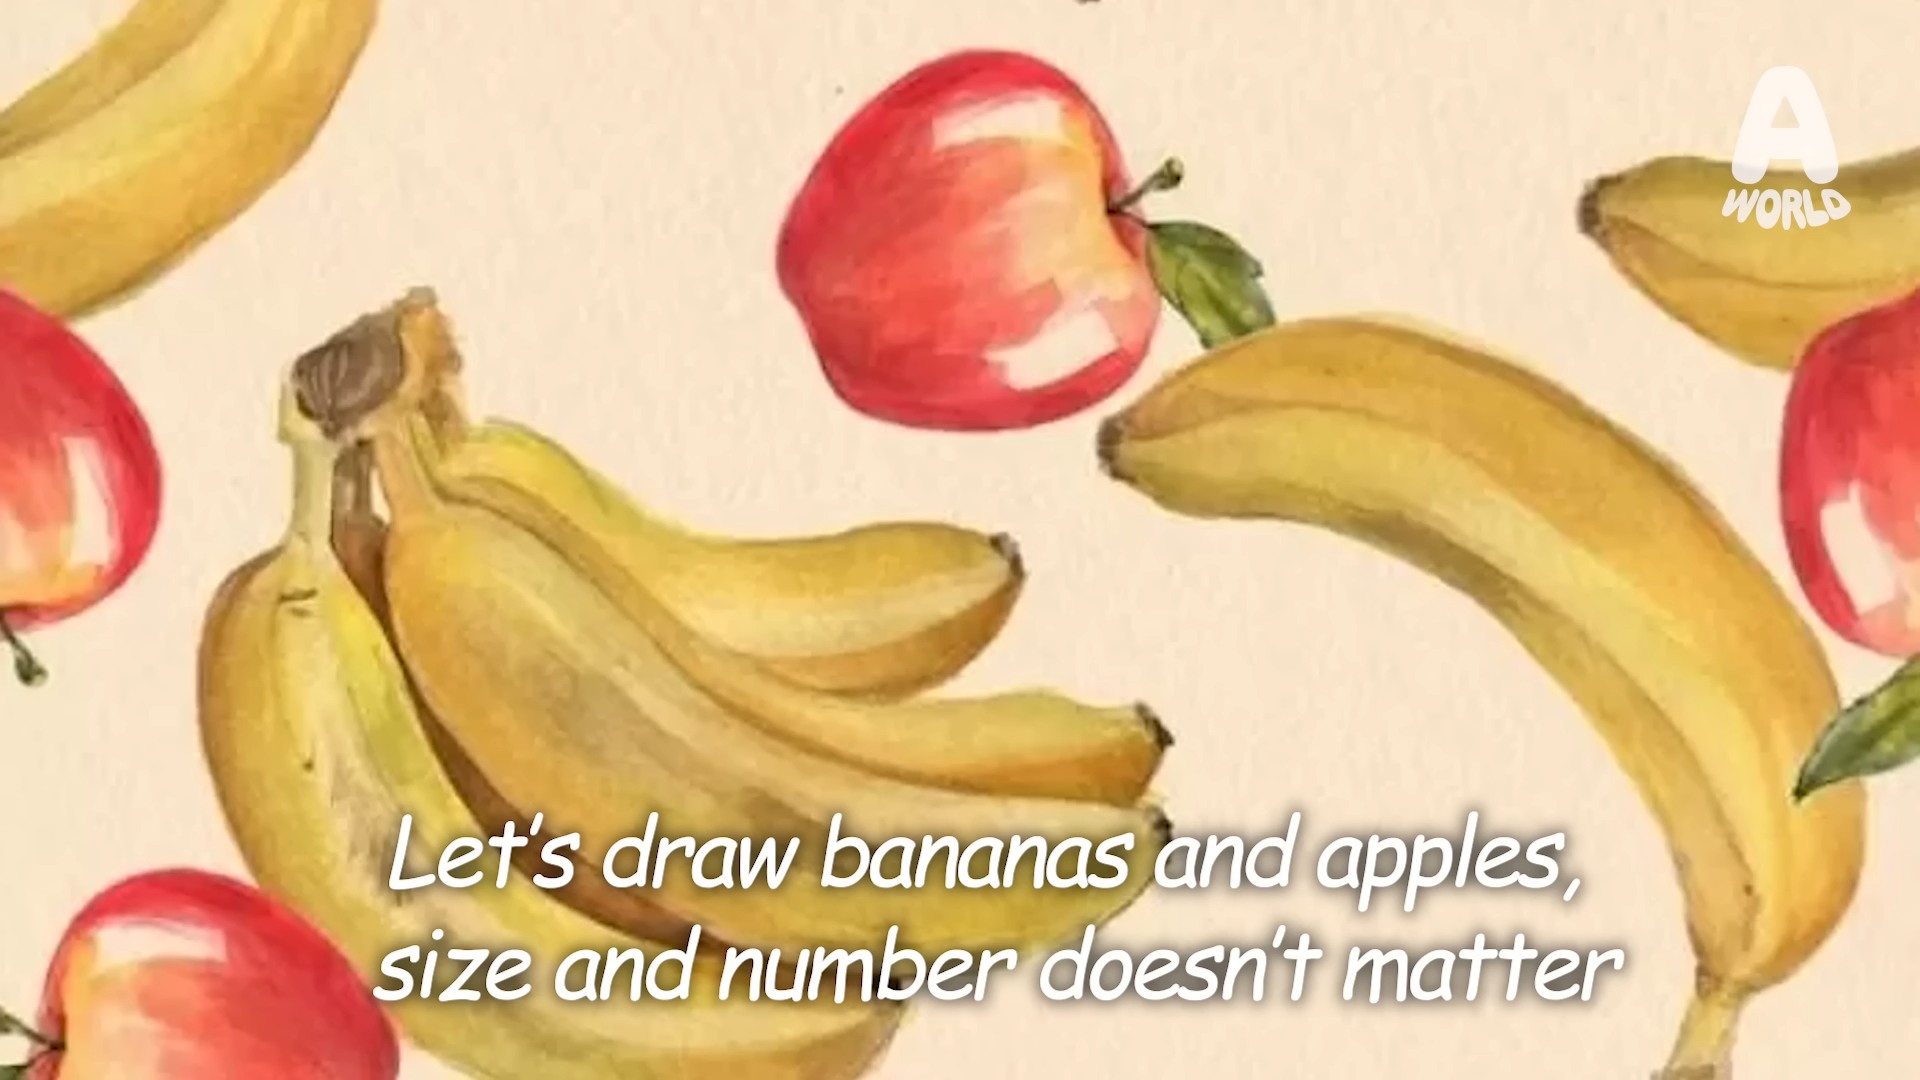 A
WORLD
Let's draw bananas and apples,
size and number doesn't matter